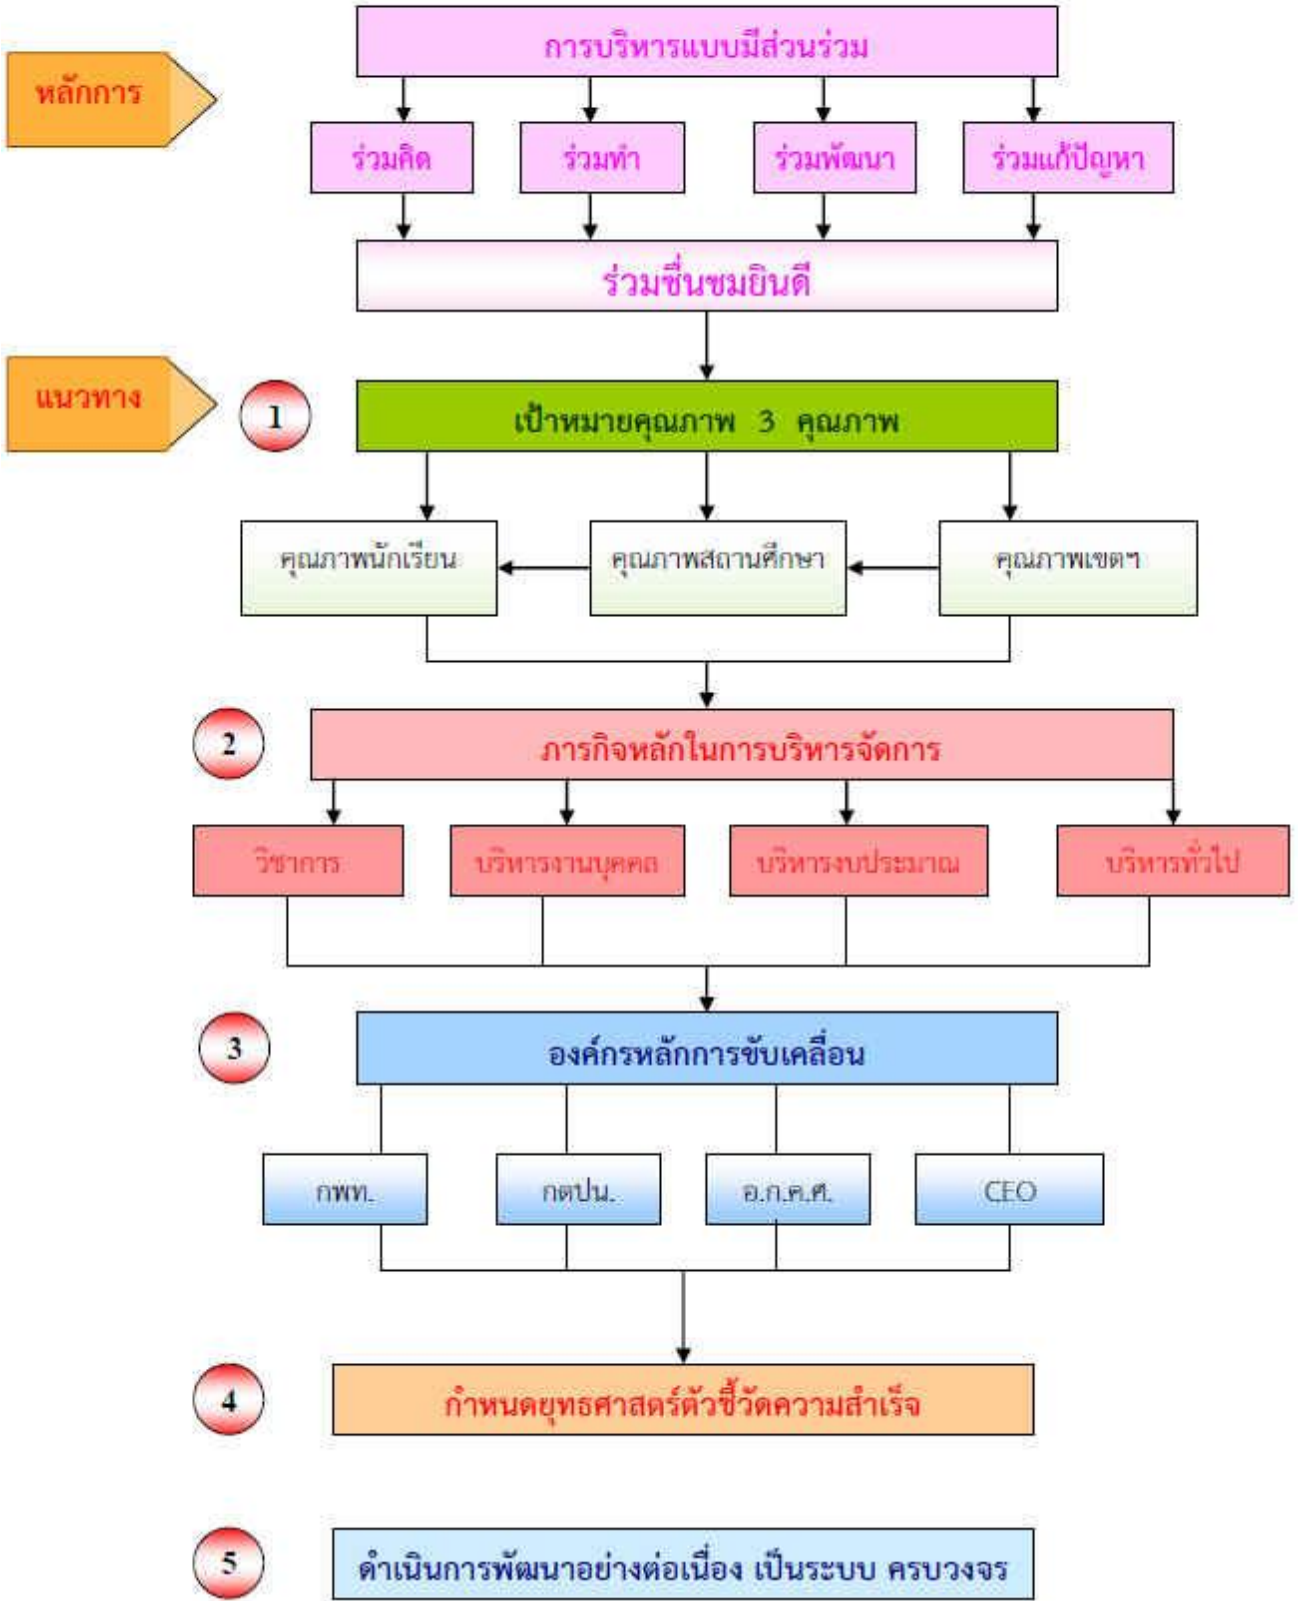 การบริหารแบบมีส่วนร่วม
หลักการ
ร่วมคิด
ร่วมทำ
ร่วมพัฒนา
ร่วมแก้ปัญหา
ร่วมชื่นชมยินดี
แนวทาง
1
เป้าหมายคุณภาพ 3 คุณภาพ
คุณภาพนักเรียน
คุณภาพสถานศึกษา
คุณภาพเขตฯ
2
ภารกิจหลักในการบริหารจัดการ
วิชาการ
บริหารงานบุคคล
บริหารงบประมาณ
บริหารทั่วไป
3
องค์กรหลักการขับเคลื่อน
กพท.
กตปน.
อ.ก.ค.ศ.
CEO
4
กำหนดยุทธศาสตร์ตัวชี้วัดความสำเร็จ
5
ดำเนินการพัฒนาอย่างต่อเนื่อง เป็นระบบ ครบวงจร